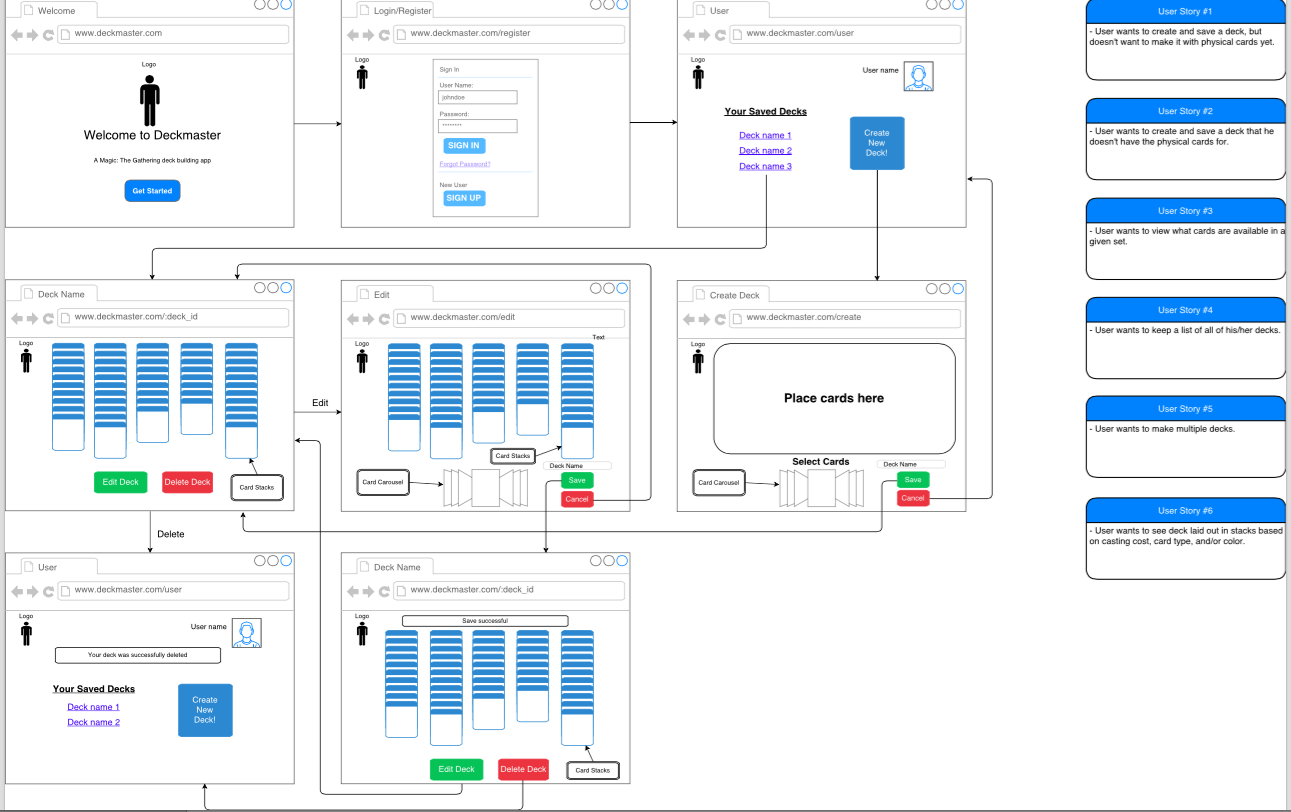 Welcome
www.deckmaster.com
Logo
Welcome to Deckmaster
A Magic: The Gathering deck building app
Get Started
Login/Register
www.deckmaster.com/register
Logo
Sign In
User Name:
johndoe
Password:
********
SIGN IN
Forgot Password?
New User
SIGN UP
User
www.deckmaster.com/user
Logo
User name
Your Saved Decks
Deck name 1
Deck name 2
Deck name 3
Create
New
Deck!
Deck Name
www.deckmaster.com/:deck_id
Logo
Edit Deck
Delete Deck
Card Stacks
Edit
Edit
www.deckmaster.com/edit
Text
Logo
Card Stacks
Deck Name
Card Carousel
Save
Cancel
Create Deck
www.deckmaster.com/create
Logo
Place cards here
Select Cards
Deck Name
Card Carousel
Save
Cancel
Delete
User
www.deckmaster.com/user
Logo
User name
Your deck was successfully deleted
Your Saved Decks
Deck name 1
Deck name 2
Create
New
Deck!
Deck Name
www.deckmaster.com/:deck_id
Logo
Save successful
Edit Deck
Delete Deck
Card Stacks
User Story #1
- User wants to create and save a deck, but
doesn't want to make it with physical cards yet.
User Story #2
- User wants to create and save a deck that he
doesn't have the physical cards for.
User Story #3
- User wants to view what cards are available in a
given set.
User Story #4
- User wants to keep a list of all of his/her decks.
User Story #5
- User wants to make multiple decks.
User Story #6
- User wants to see deck laid out in stacks based
on casting cost, card type, and/or color.